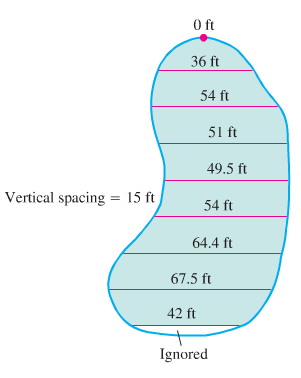 0 ft
36 ft
54 ft
51 ft
49.5 ft
Vertical spacing = 15 ft
54 ft
64.4 ft
67.5 ft
42 ft
Ignored